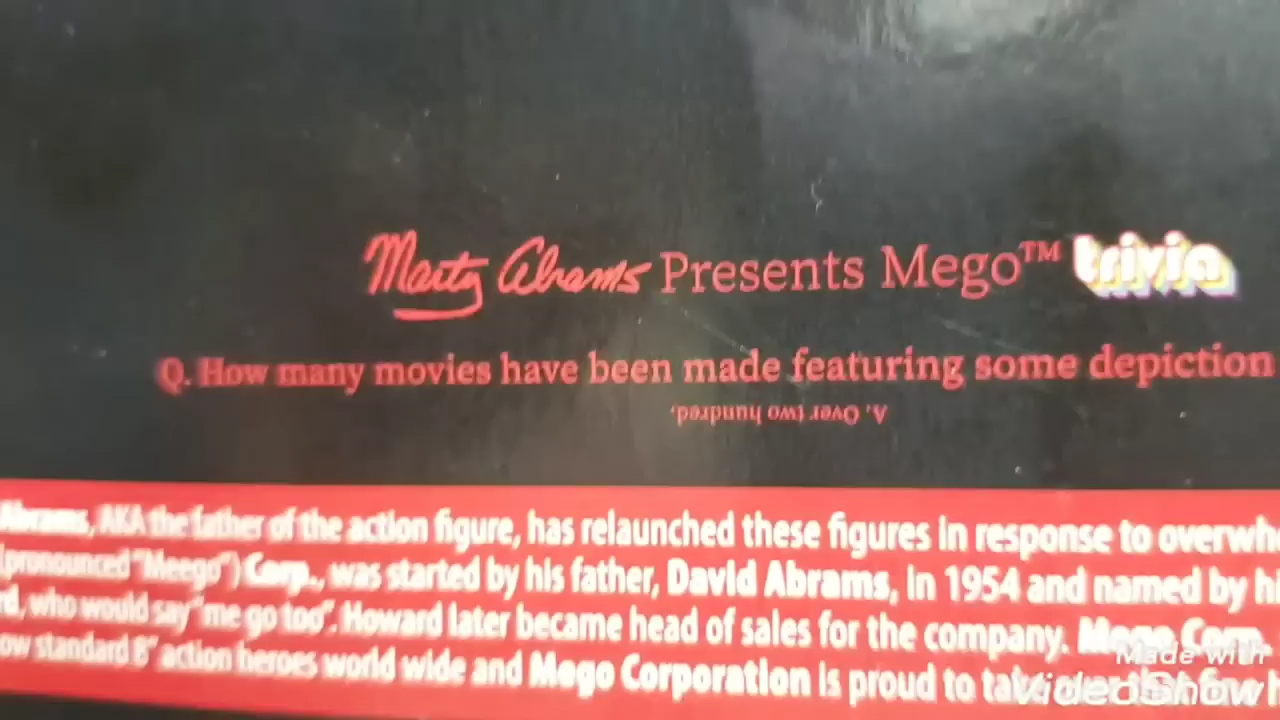 Marty Abrams Presents Mego™ trivia
Q. How many movies have been made featuring some depiction
A. Over two hundred.
Abrams, AKA the father of the action figure, has relaunched these figures in response to overwh
(pronounced "Meego") Corp., was started by his father, David Abrams, in 1954 and named by hi
rd, who would say "me go too". Howard later became head of sales for the company. Mego Corp.
ow standard 8" action heroes world wide and Mego Corporation is proud to
Made with
VideoShow